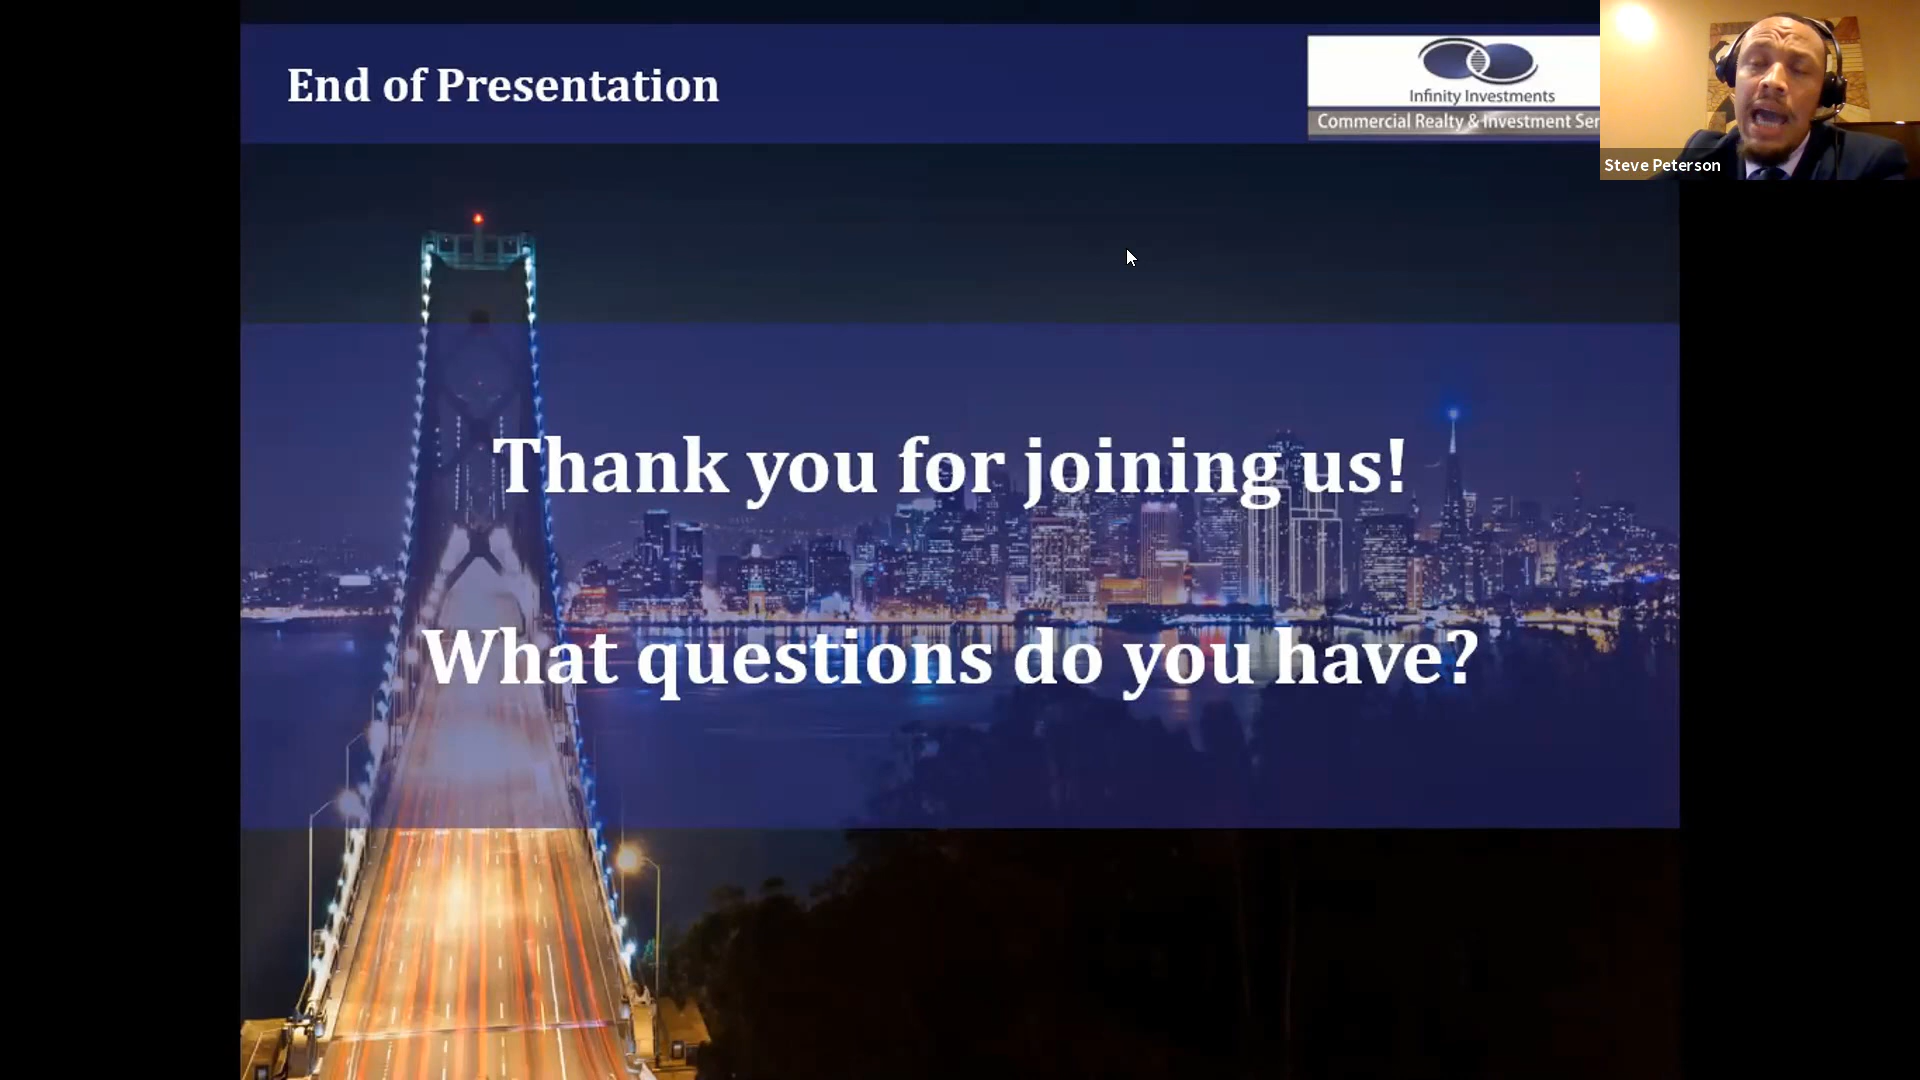 End of Presentation
Infinity Investments
Commercial Realty & Investment Ser
Steve Peterson
Thank you for joining us!
What questions do you have?